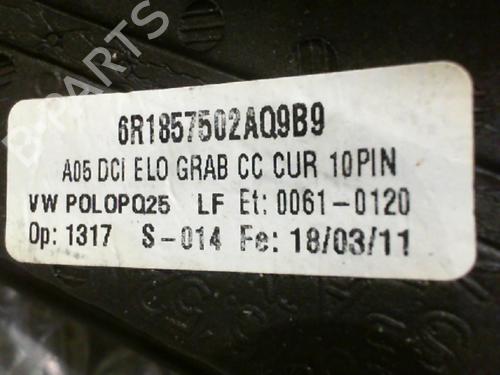 B-PARTS
6R1857502AQ9B9
A05 DCI ELO GRAB CC CUR 10PIN
VW POLOPQ25 LF Et: 0061-0120
Op: 1317 S-014 Fe: 18/03/11